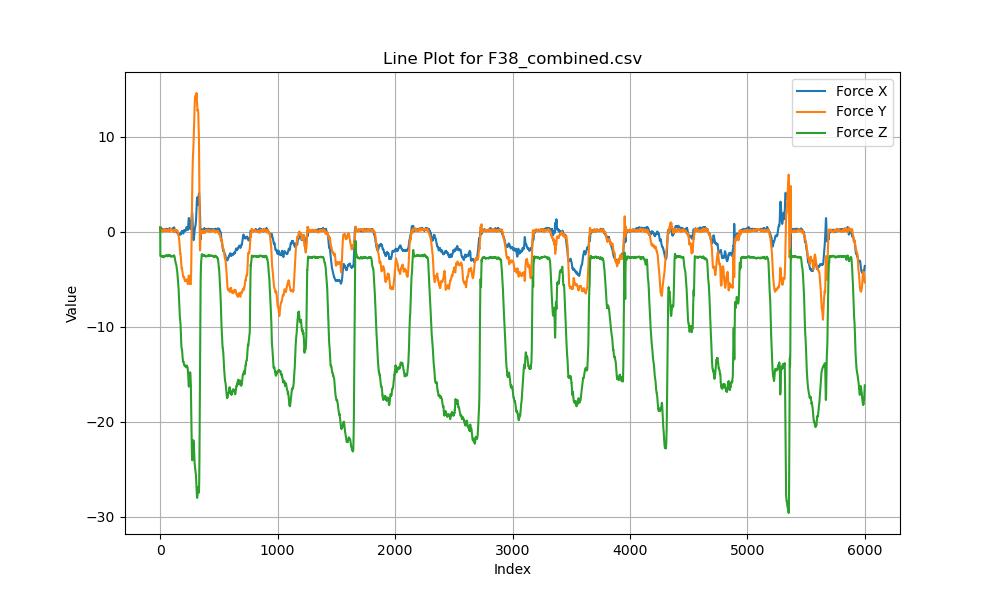 Line Plot for F38_combined.csv
Force X
Force Y
Force Z
Value
10
0
−10
−20
−30
0 1000 2000 3000 4000 5000 6000
Index